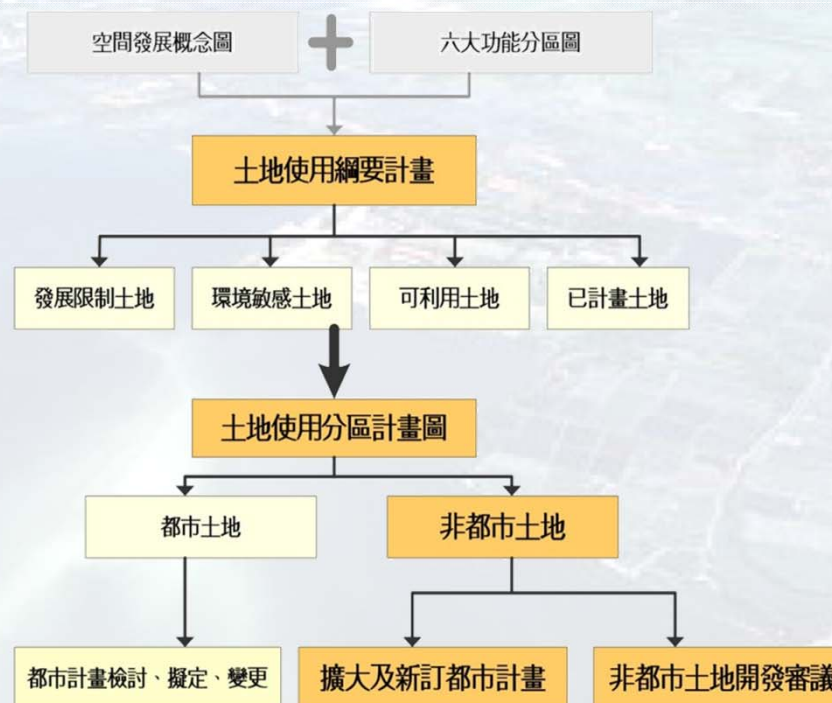 空間發展概念圖
六大功能分區圖
土地使用綱要計畫
發展限制土地
環境敏感土地
可利用土地
已計畫土地
土地使用分區計畫圖
都市土地
非都市土地
都市計畫檢討、擬定、變更
擴大及新訂都市計畫
非都市土地開發審議